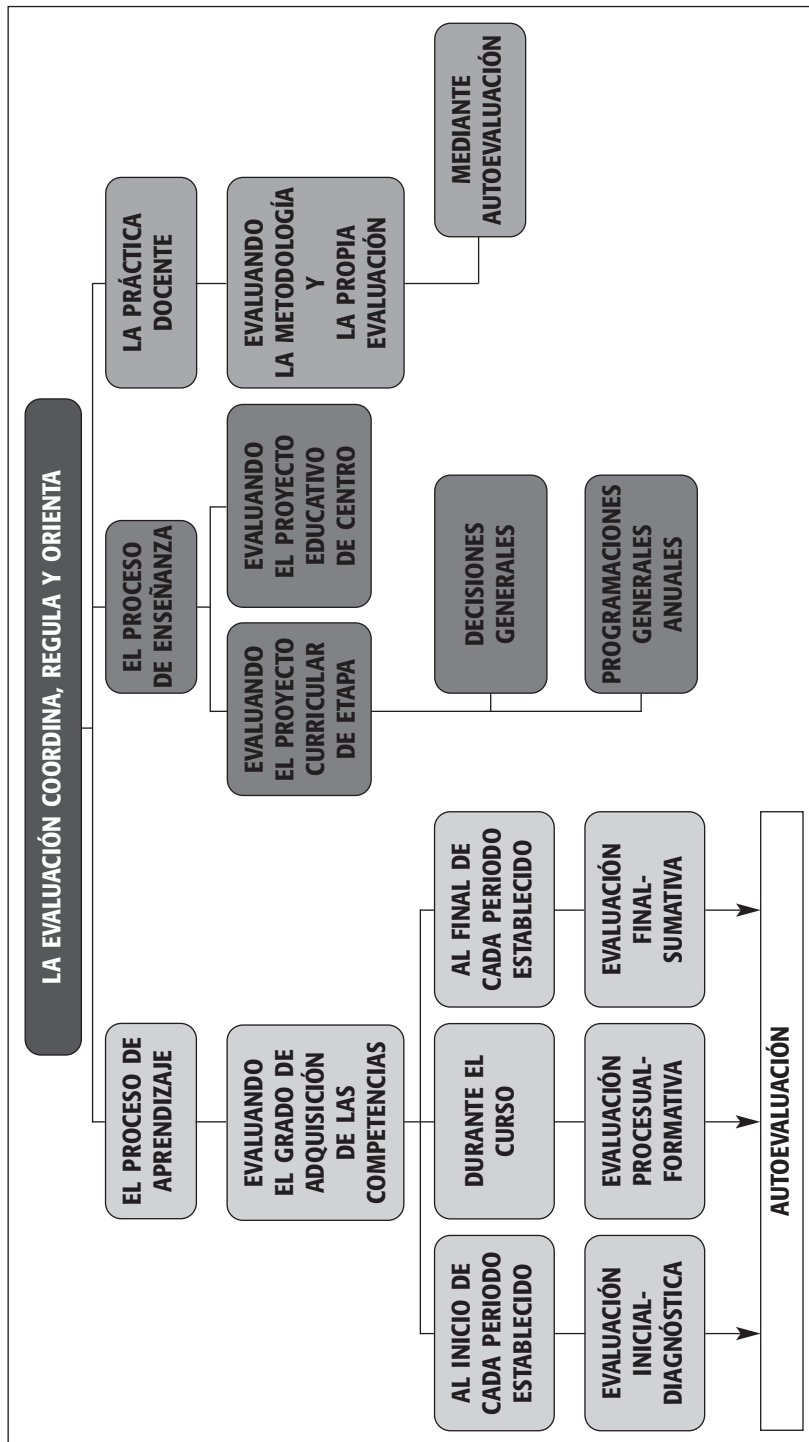 LA EVALUACIÓN COORDINA, REGULA Y ORIENTA
EL PROCESO DE
APRENDIZAJE
EVALUANDO
EL GRADO DE
ADQUISICIÓN
DE LAS
COMPETENCIAS
AL INICIO DE
CADA PERIODO
ESTABLECIDO
EVALUACIÓN
INICIAL-
DIAGNÓSTICA
DURANTE EL
CURSO
EVALUACIÓN
PROCESUAL-
FORMATIVA
AL FINAL DE
CADA PERIODO
ESTABLECIDO
EVALUACIÓN
FINAL-
SUMATIVA
AUTOEVALUACIÓN
EL PROCESO
DE ENSEÑANZA
EVALUANDO
EL PROYECTO
CURRICULAR
DE ETAPA
EVALUANDO
EL PROYECTO
EDUCATIVO
DE CENTRO
DECISIONES
GENERALES
PROGRAMACIONES
GENERALES
ANUALES
LA PRÁCTICA
DOCENTE
EVALUANDO
LA METODOLOGÍA
Y
LA PROPIA
EVALUACIÓN
MEDIANTE
AUTOEVALUACIÓN